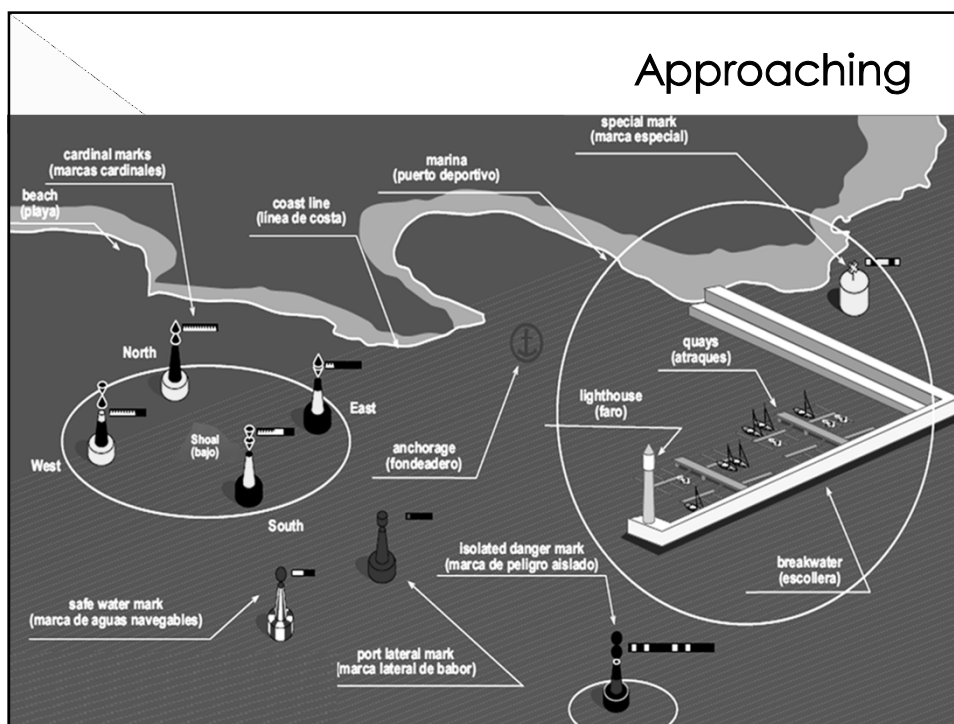 Approaching
special mark
(marca especial)
cardinal marks
(marcas cardinales)
marina
(puerto deportivo)
beach
(playa)
coast line
(línea de costa)
North
quays
(atraques)
East
lighthouse
(faro)
Shoal
(bajo)
anchorage
(fondeadero)
West
South
isolated danger mark
(marca de peligro aislado)
breakwater
(escollera)
safe water mark
(marca de aguas navegables)
port lateral mark
(marca lateral de babor)